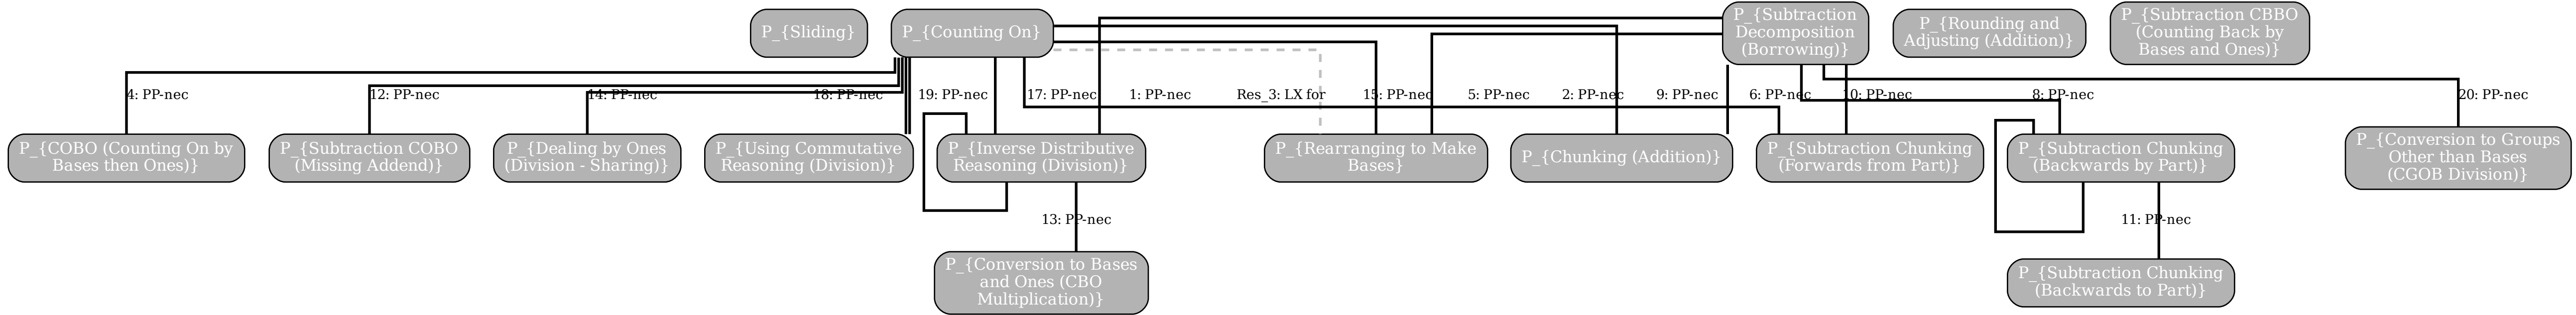 P_{Sliding}
P_{Counting On}
P_{Subtraction
Decomposition
(Borrowing)}
P_{Rounding and
Adjusting (Addition)}
P_{Subtraction CBBO
(Counting Back by
Bases and Ones)}
4: PP-nec
12: PP-nec
14: PP-nec
18: PP-nec
19: PP-nec
17: PP-nec
1: PP-nec
Res_3: LX for
15: PP-nec
5: PP-nec
2: PP-nec
9: PP-nec
6: PP-nec
10: PP-nec
8: PP-nec
20: PP-nec
P_{COBO (Counting On by
Bases then Ones)}
P_{Subtraction COBO
(Missing Addend)}
P_{Dealing by Ones
(Division - Sharing)}
P_{Using Commutative
Reasoning (Division)}
P_{Inverse Distributive
Reasoning (Division)}
P_{Rearranging to Make
Bases}
P_{Chunking (Addition)}
P_{Subtraction Chunking
(Forwards from Part)}
P_{Subtraction Chunking
(Backwards by Part)}
P_{Conversion to Groups
Other than Bases
(CGOB Division)}
13: PP-nec
11: PP-nec
P_{Conversion to Bases
and Ones (CBO
Multiplication)}
P_{Subtraction Chunking
(Backwards to Part)}